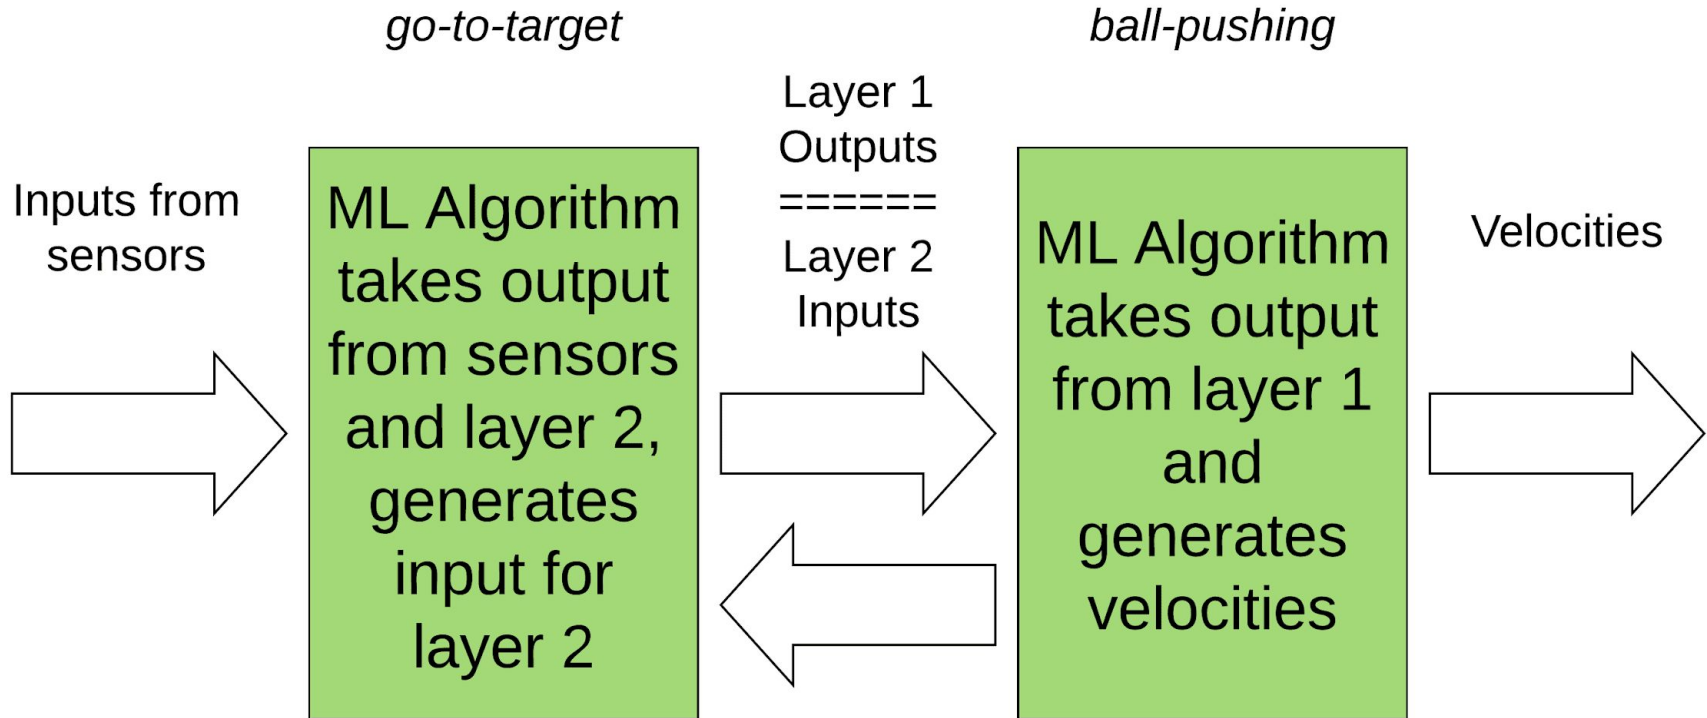 go-to-target
ball-pushing
Inputs from
sensors
ML Algorithm
takes output
from sensors
and layer 2,
generates
input for
layer 2
Layer 1
Outputs
======
Layer 2
Inputs
ML Algorithm
takes output
from layer 1
and
generates
velocities
Velocities